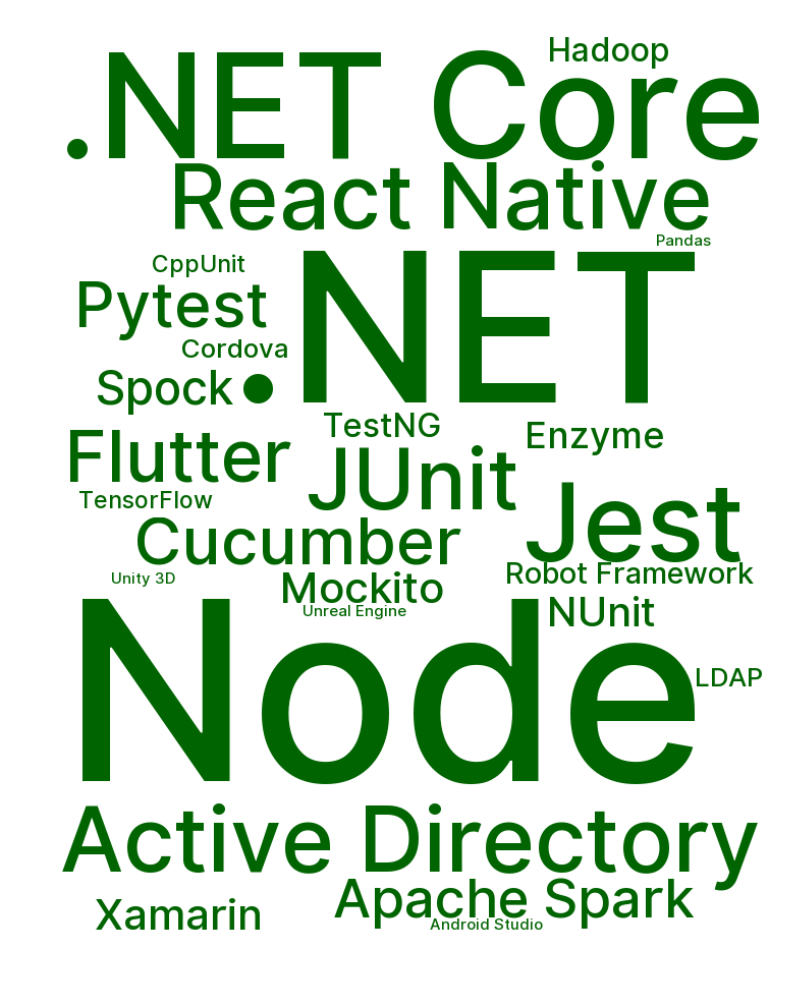 Hadoop
.NET Core
React Native
Pandas
.NET
CppUnit
Pytest
Cordova
Spock
TestNG
Enzyme
Flutter
JUnit
TensorFlow
Jest
Cucumber
Robot Framework
Unity 3D
Mockito
Unreal Engine
NUnit
Node
LDAP
Active Directory
Apache Spark
Xamarin
Android Studio